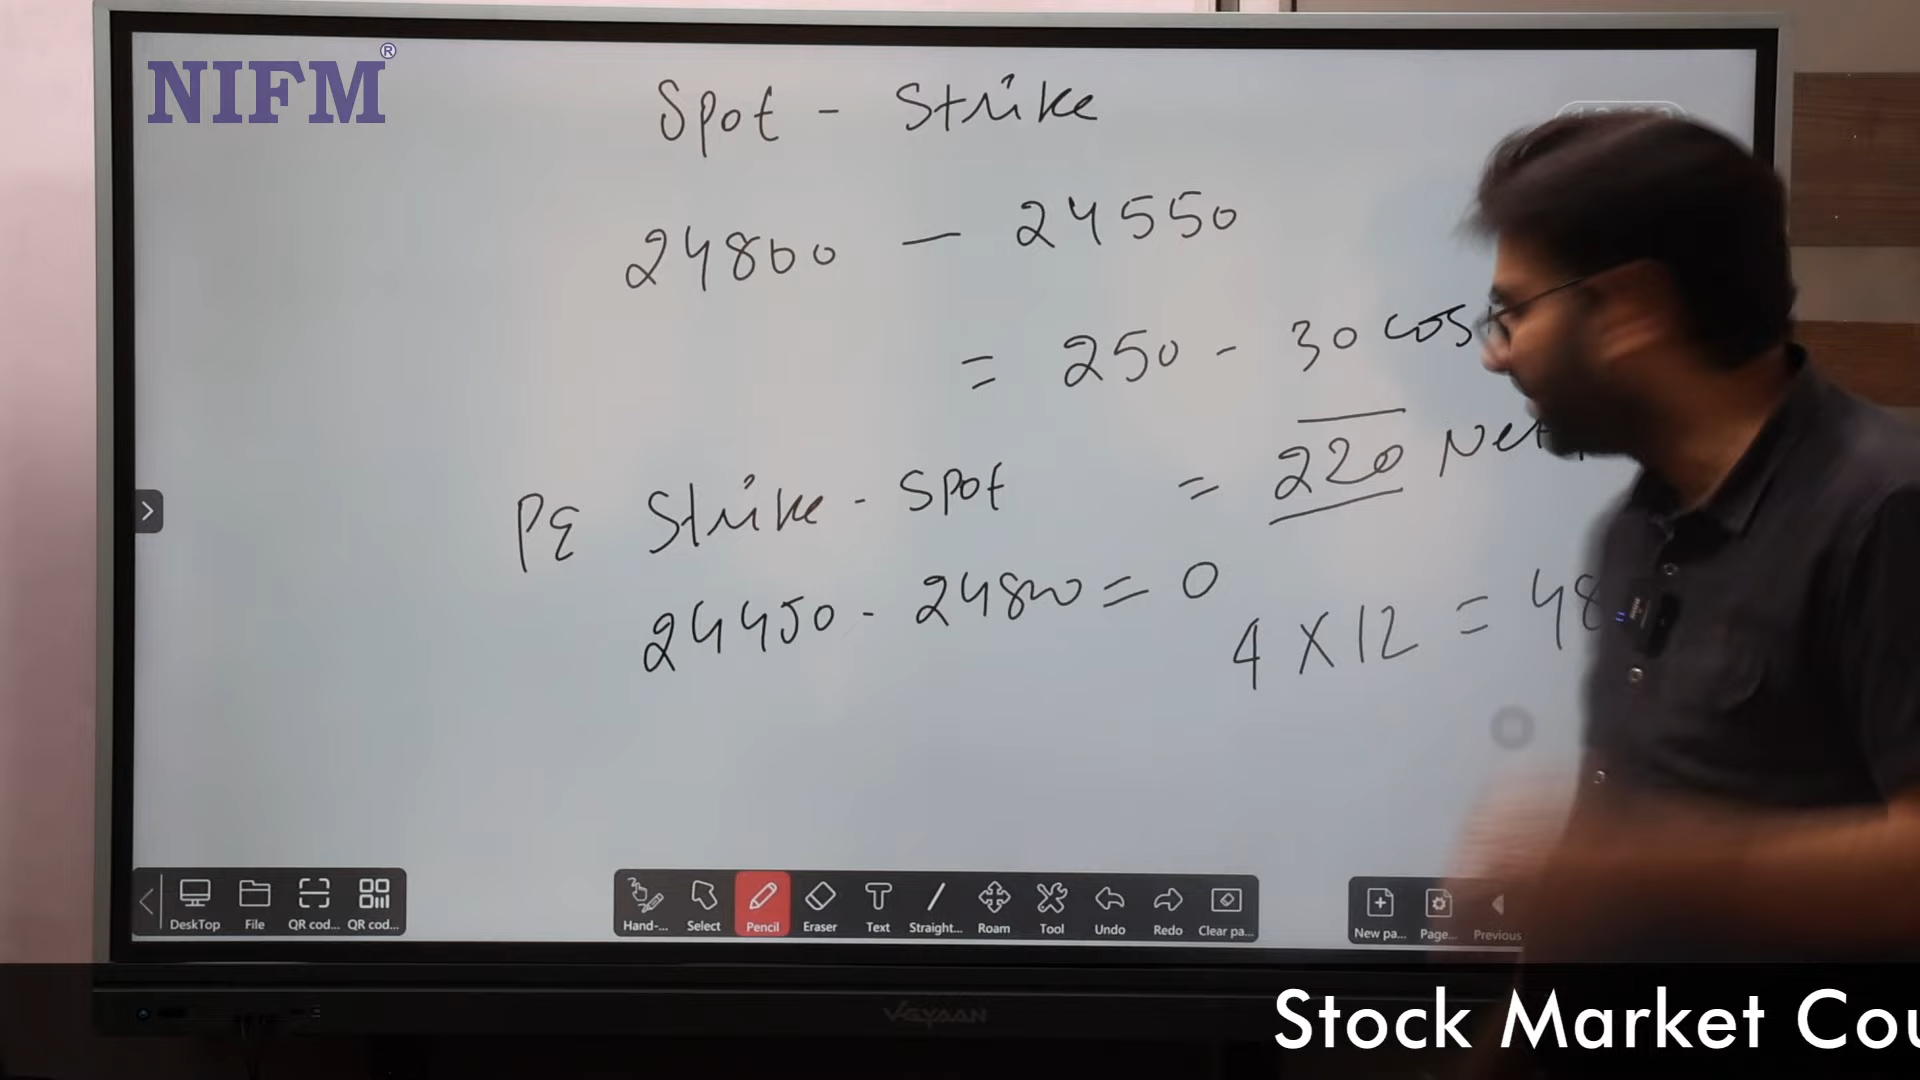 NIFM®
Spot - Strike
24800 - 24550
= 250 - 30 cos
= 220 Net
PE Strike - Spot
24450 - 24800 = 0
4 X 12 = 48
DeskTop File QR cod... QR cod...
Hand-... Select Pencil Eraser Text Straight... Roam Tool Undo Redo Clear pa...
New pa... Page... Previous
VGYAAN
Stock Market Cou